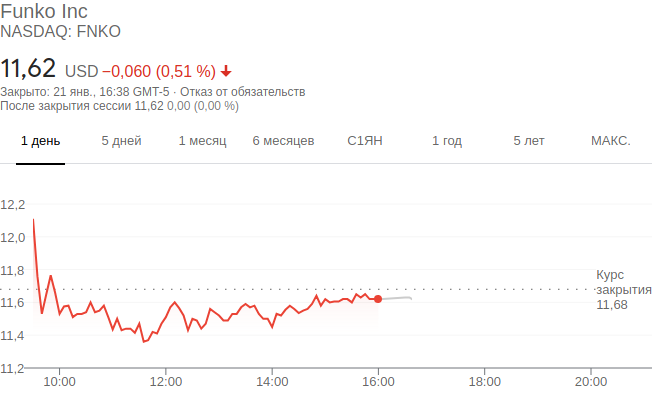 Funko Inc
NASDAQ: FNKO
11,62 USD −0,060 (0,51 %)
Закрыто: 21 янв., 16:38 GMT-5 · Отказ от обязательств
После закрытия сессии 11,62 0,00 (0,00 %)
1 день 5 дней 1 месяц 6 месяцев С1ЯН 1 год 5 лет МАКС.
12,2
12,0
11,8
11,6
11,4
11,2
Курс
закрытия
11,68
10:00 12:00 14:00 16:00 18:00 20:00